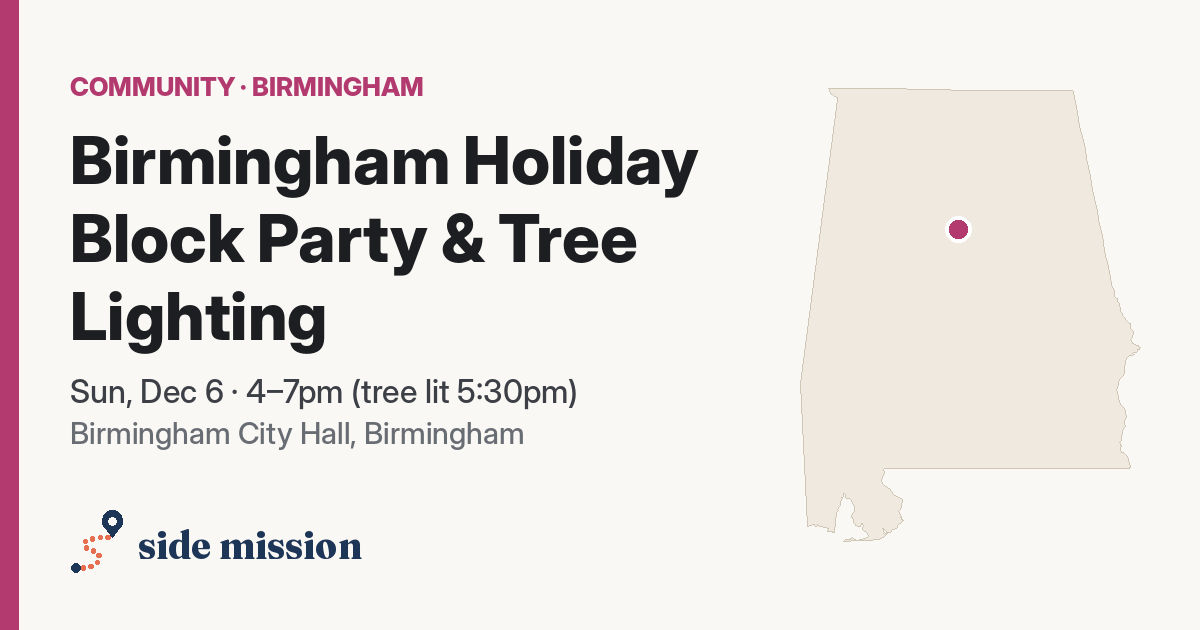 COMMUNITY · BIRMINGHAM
Birmingham Holiday
Block Party & Tree
Lighting
Sun, Dec 6 · 4–7pm (tree lit 5:30pm)
Birmingham City Hall, Birmingham
side mission